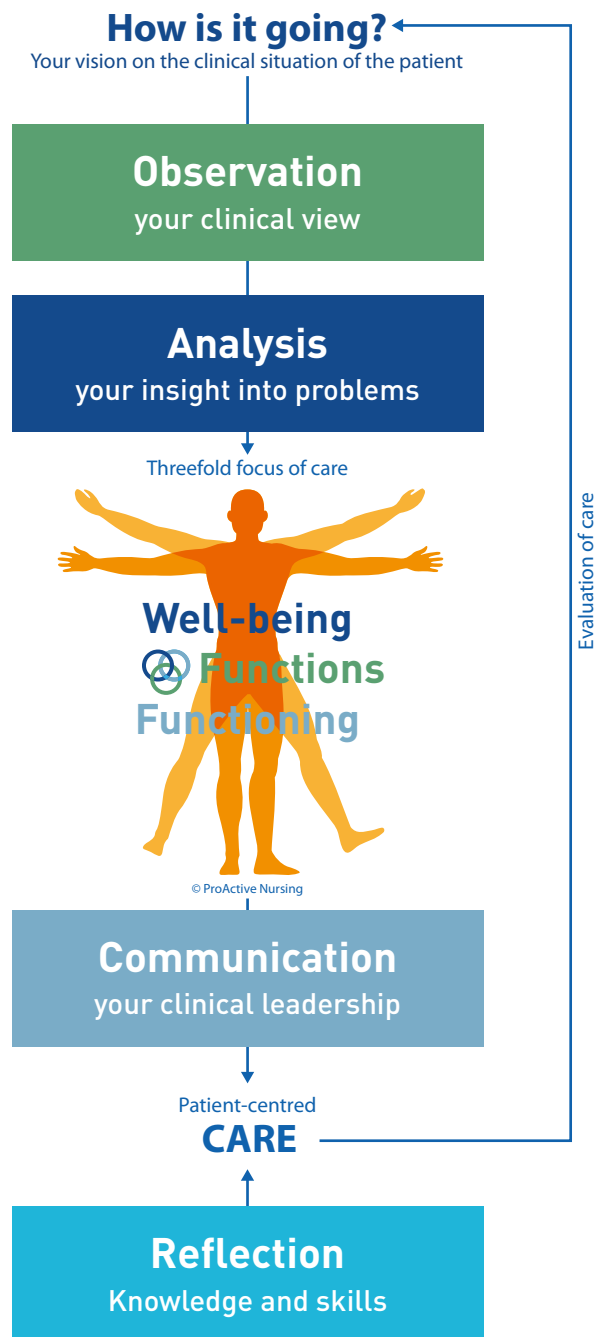 How is it going?
Your vision on the clinical situation of the patient
Observation
your clinical view
Analysis
your insight into problems
Threefold focus of care
Well-being
Functions
Functioning
© ProActive Nursing
Communication
your clinical leadership
Patient-centred
CARE
Reflection
Knowledge and skills
Evaluation of care